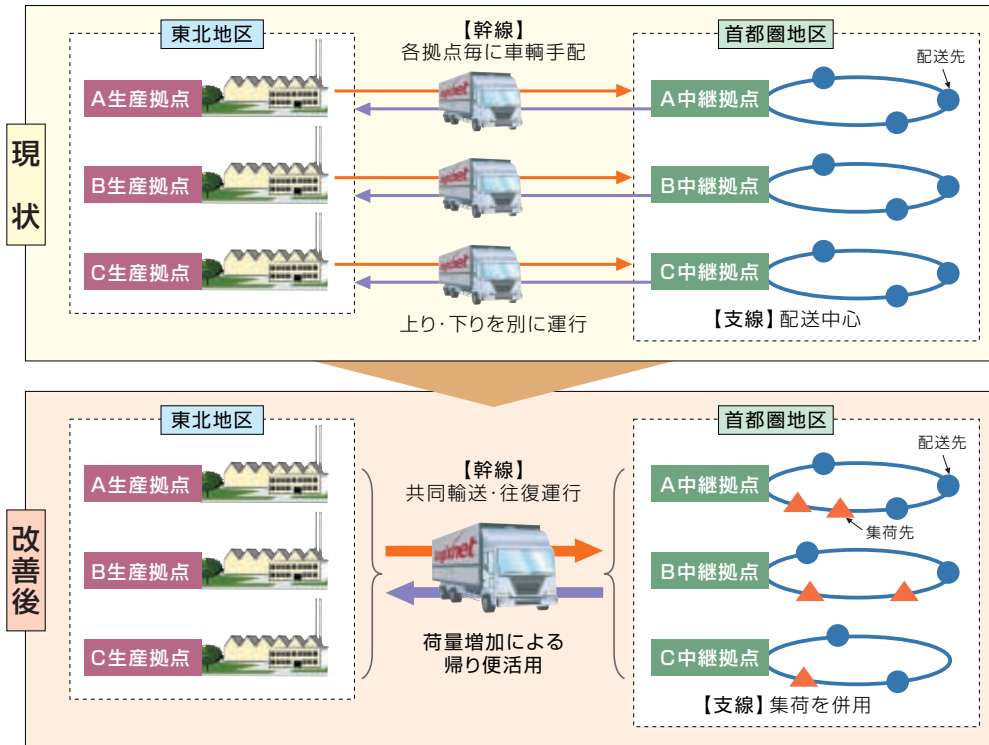 現状
東北地区
【幹線】
各拠点毎に車輌手配
首都圏地区
配送先
A生産拠点
A中継拠点
B生産拠点
B中継拠点
C生産拠点
C中継拠点
上り・下りを別に運行
【支線】配送中心
改善後
東北地区
【幹線】
共同輸送・往復運行
首都圏地区
配送先
A生産拠点
A中継拠点
集荷先
B生産拠点
B中継拠点
荷量増加による
帰り便活用
C生産拠点
C中継拠点
【支線】集荷を併用